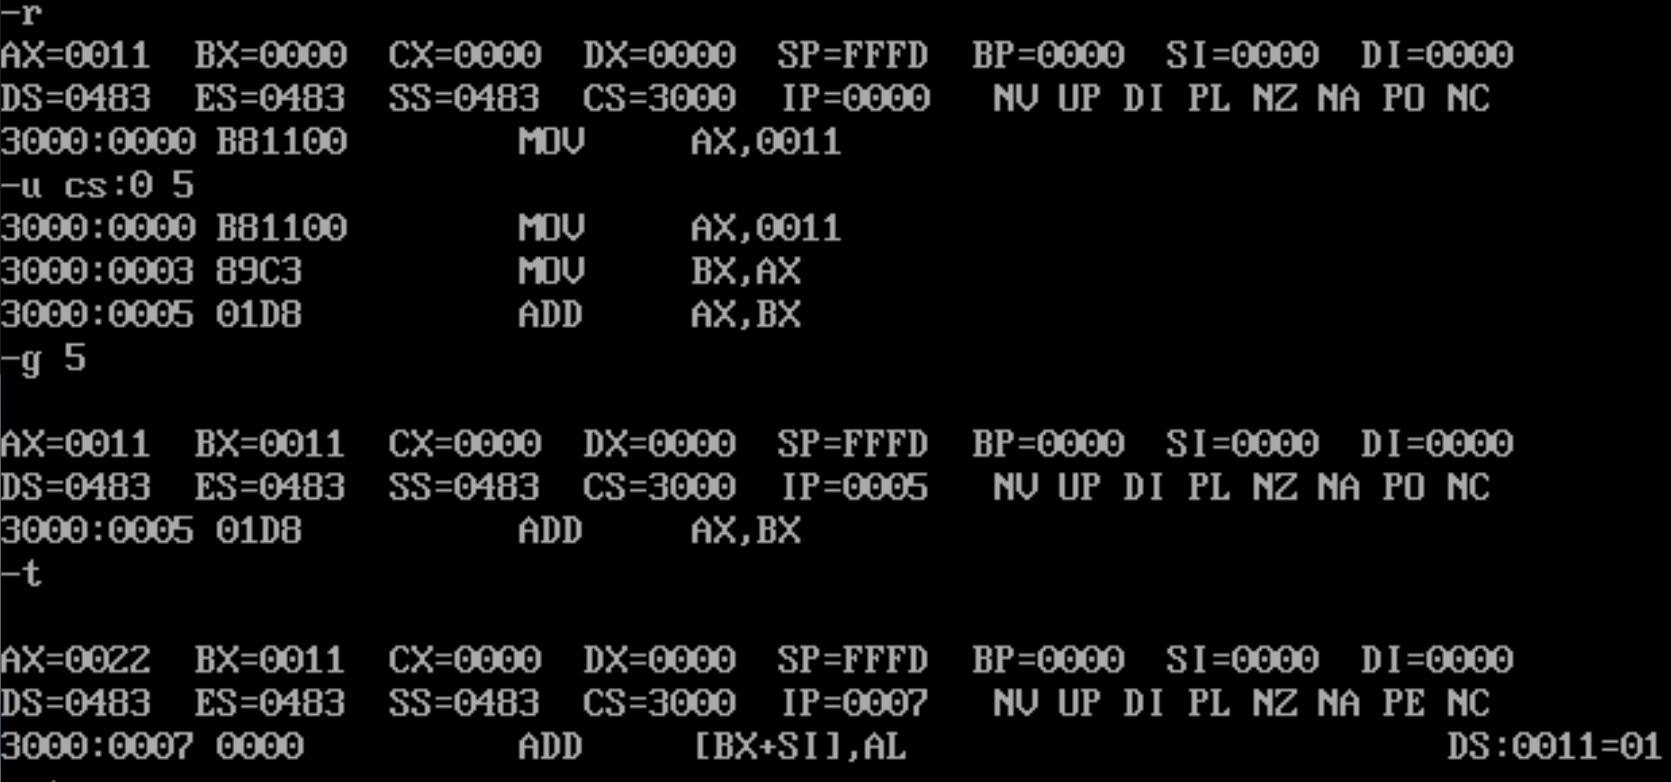 -r
AX=0011  BX=0000  CX=0000  DX=0000  SP=FFFD  BP=0000  SI=0000  DI=0000
DS=0483  ES=0483  SS=0483  CS=3000  IP=0000   NV UP DI PL NZ NA PO NC
3000:0000 B81100        MOV     AX,0011
-u cs:0 5
3000:0000 B81100        MOV     AX,0011
3000:0003 89C3          MOV     BX,AX
3000:0005 01D8          ADD     AX,BX
-g 5
AX=0011  BX=0011  CX=0000  DX=0000  SP=FFFD  BP=0000  SI=0000  DI=0000
DS=0483  ES=0483  SS=0483  CS=3000  IP=0005   NV UP DI PL NZ NA PO NC
3000:0005 01D8          ADD     AX,BX
-t
AX=0022  BX=0011  CX=0000  DX=0000  SP=FFFD  BP=0000  SI=0000  DI=0000
DS=0483  ES=0483  SS=0483  CS=3000  IP=0007   NV UP DI PL NZ NA PE NC
3000:0007 0000          ADD     [BX+SI],AL                         DS:0011=01